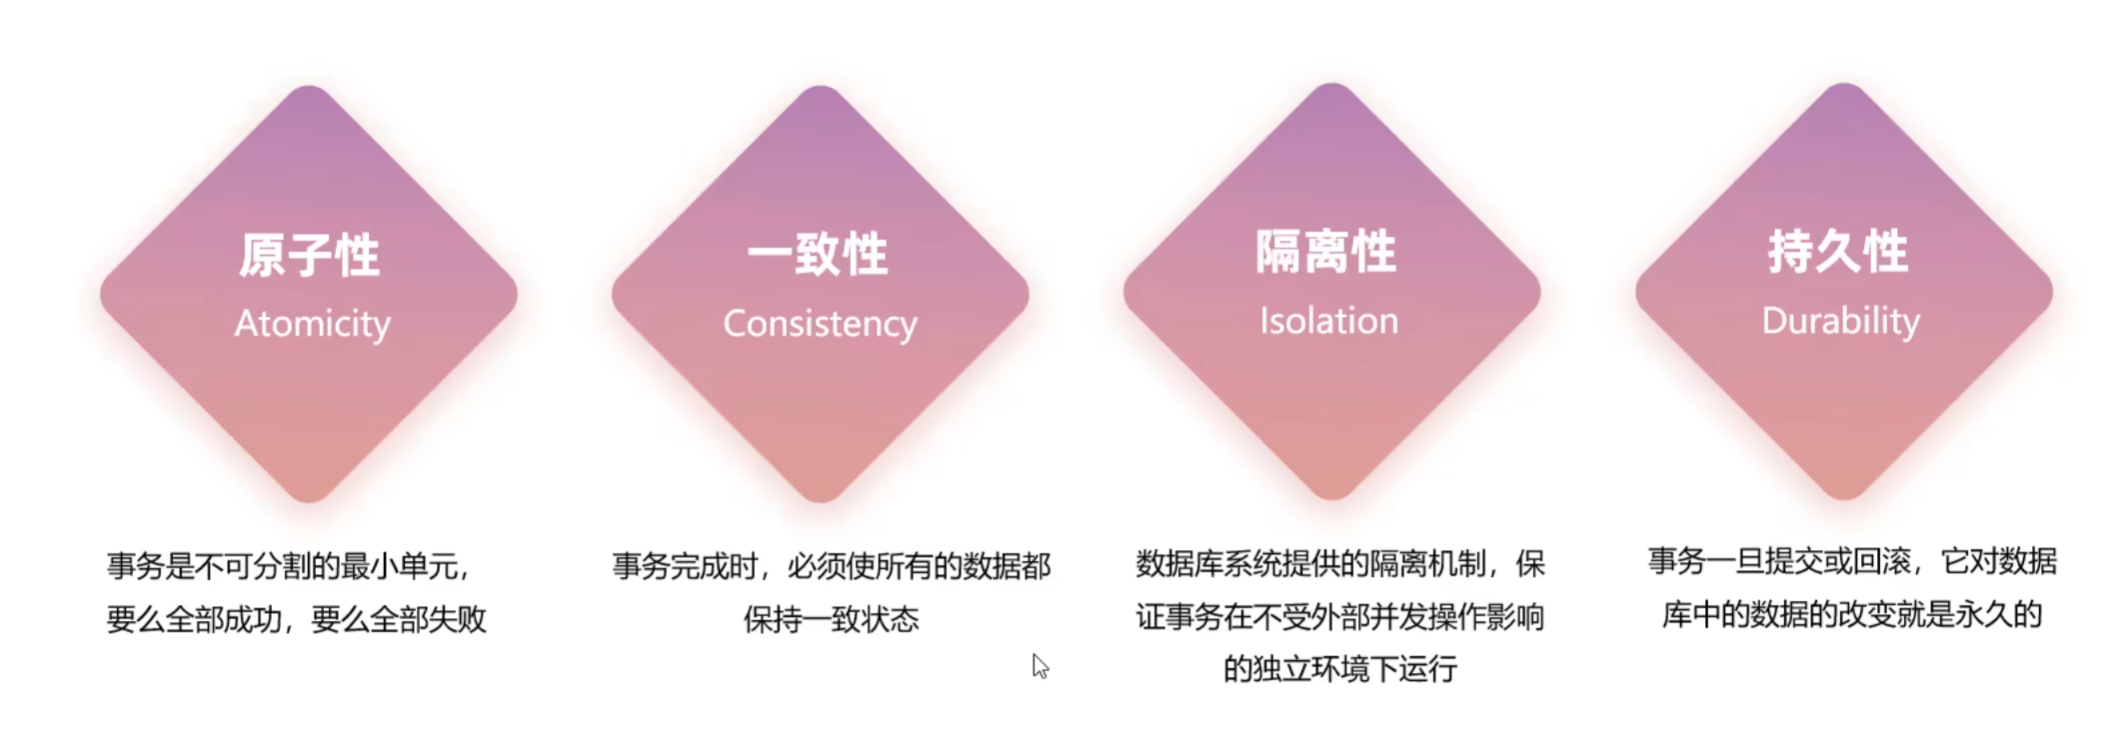 原子性
Atomicity
事务是不可分割的最小单元，
要么全部成功，要么全部失败
一致性
Consistency
事务完成时，必须使所有的数据都
保持一致状态
隔离性
Isolation
数据库系统提供的隔离机制，保
证事务在不受外部并发操作影响
的独立环境下运行
持久性
Durability
事务一旦提交或回滚，它对数据
库中的数据的改变就是永久的